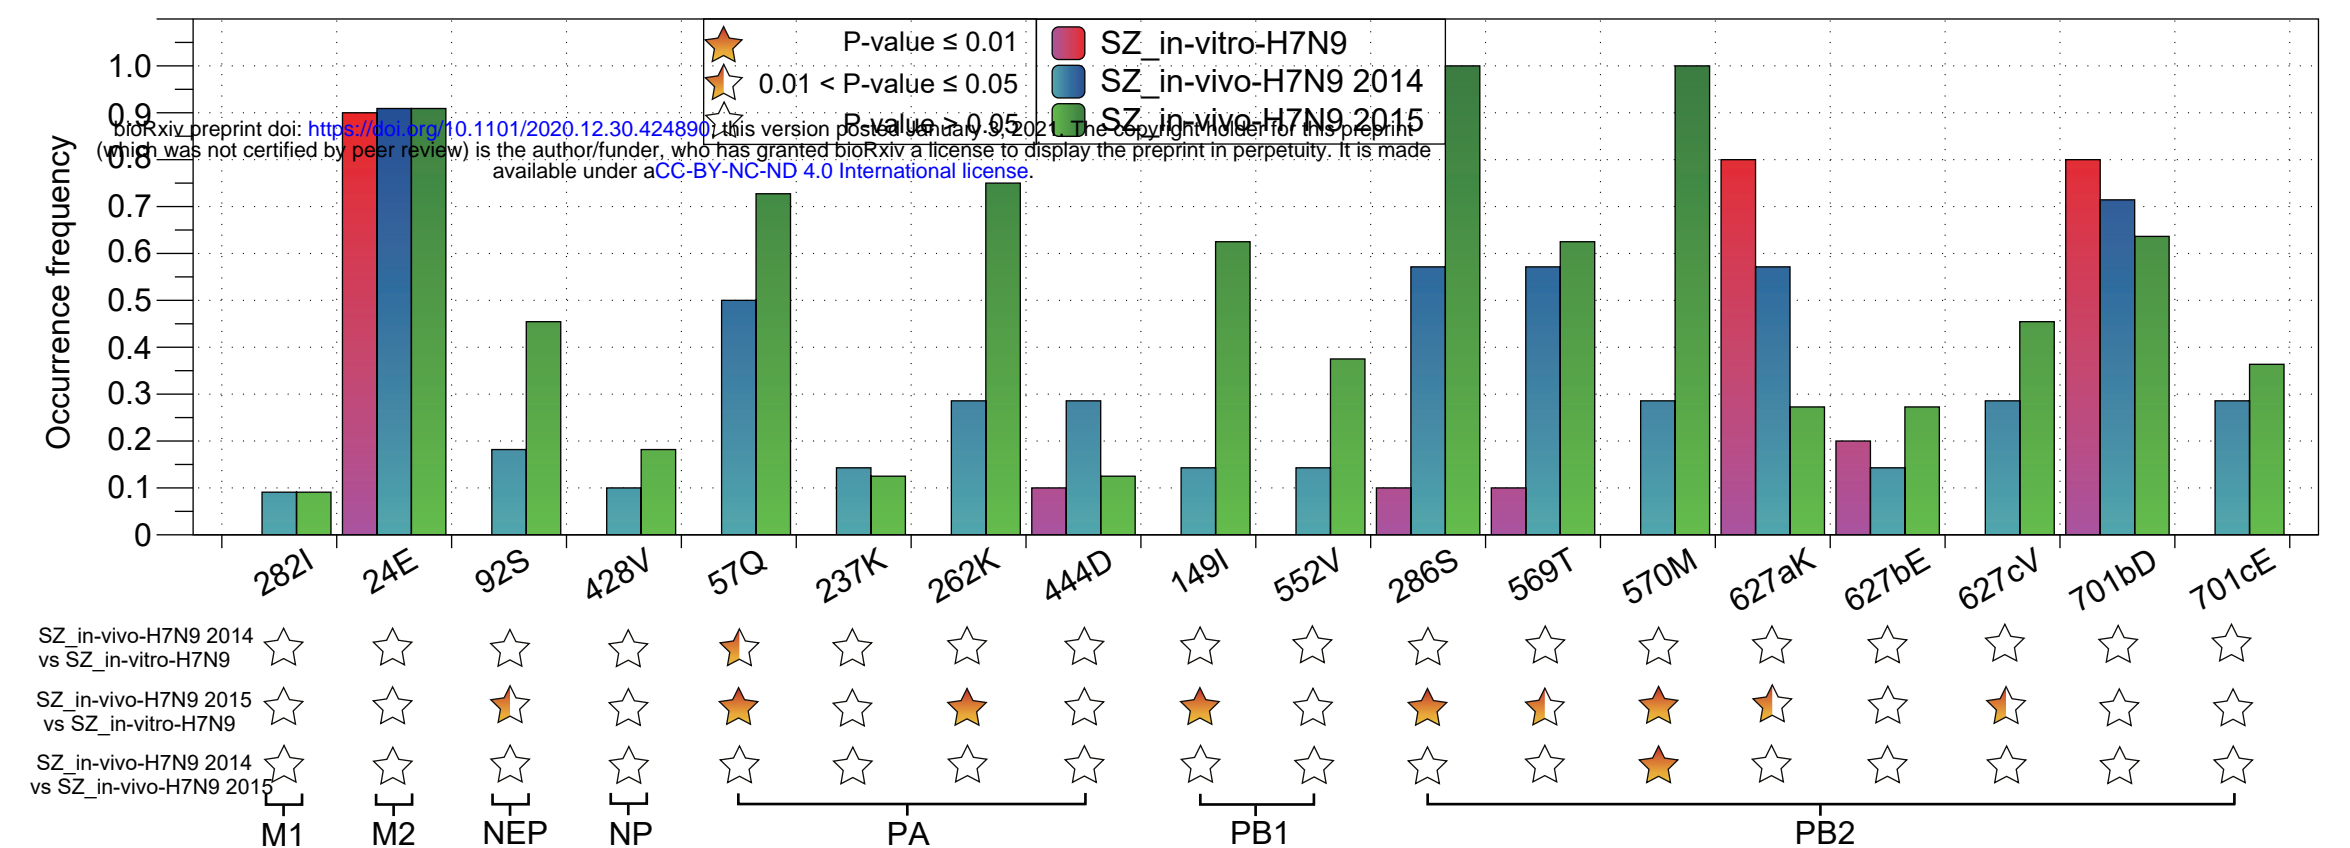 P-value ≤ 0.01
0.01 < P-value ≤ 0.05
P-value > 0.05
SZ_in-vitro-H7N9
SZ_in-vivo-H7N9 2014
SZ_in-vivo-H7N9 2015
bioRxiv preprint doi: https://doi.org/10.1101/2020.12.30.424890; this version posted January 3, 2021. The copyright holder for this preprint
(which was not certified by peer review) is the author/funder, who has granted bioRxiv a license to display the preprint in perpetuity. It is made
available under aCC-BY-NC-ND 4.0 International license.
Occurrence frequency
1.0
0.9
0.8
0.7
0.6
0.5
0.4
0.3
0.2
0.1
0
282I 24E 92S 428V 57Q 237K 262K 444D 149I 552V 286S 569T 570M 627aK 627bE 627cV 701bD 701cE
SZ_in-vivo-H7N9 2014
vs SZ_in-vitro-H7N9
SZ_in-vivo-H7N9 2015
vs SZ_in-vitro-H7N9
SZ_in-vivo-H7N9 2014
vs SZ_in-vivo-H7N9 2015
M1 M2 NEP NP PA PB1 PB2